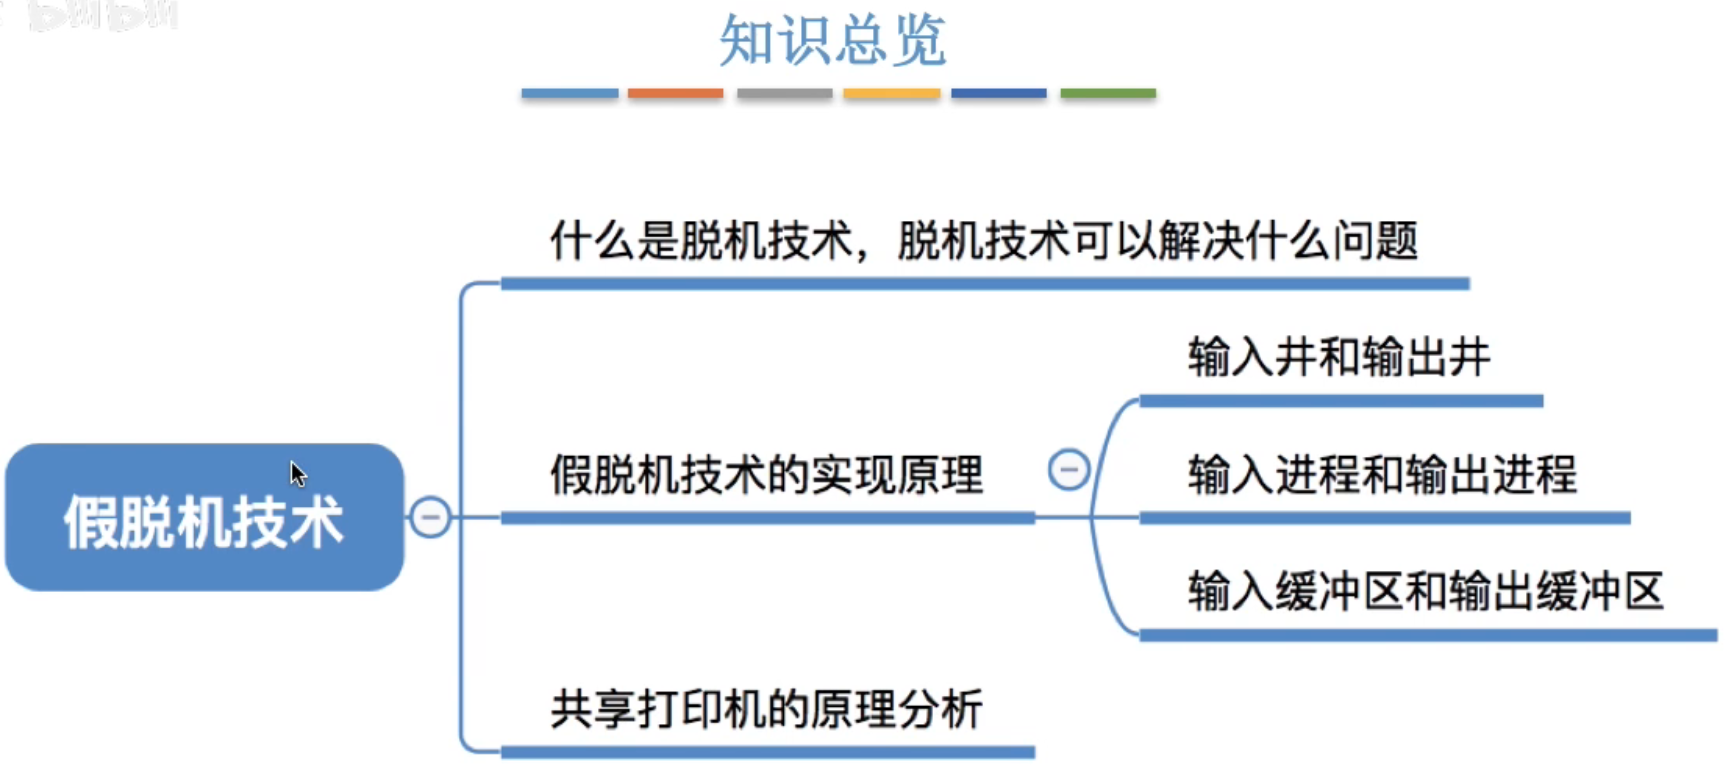 知识总览
什么是脱机技术，脱机技术可以解决什么问题
输入井和输出井
假脱机技术的实现原理
输入进程和输出进程
假脱机技术
输入缓冲区和输出缓冲区
共享打印机的原理分析